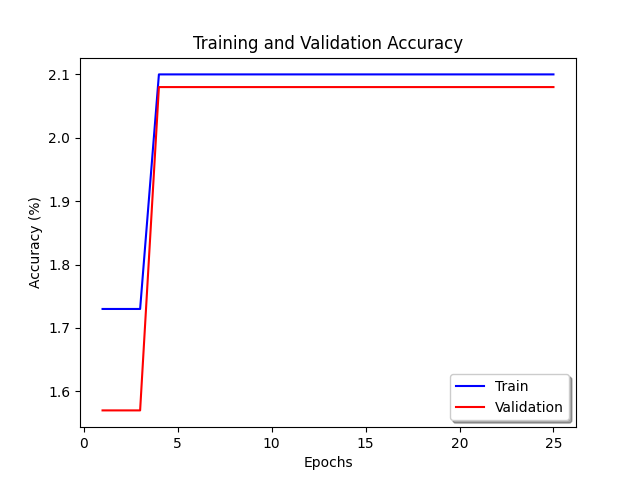 Training and Validation Accuracy
Accuracy (%)
2.1
2.0
1.9
1.8
1.7
1.6
Train
Validation
0
5
10
15
20
25
Epochs